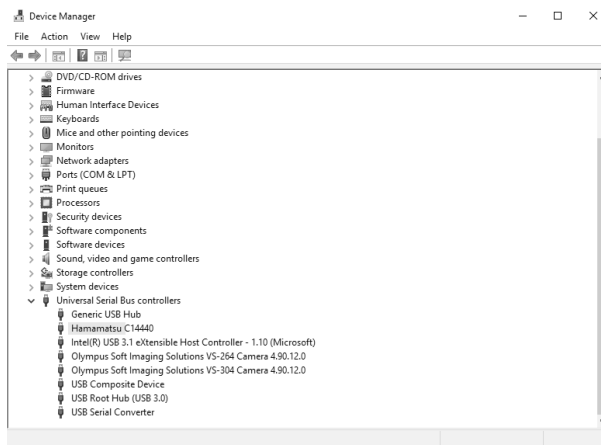 Device Manager
File Action View Help
DVD/CD-ROM drives
Firmware
Human Interface Devices
Keyboards
Mice and other pointing devices
Monitors
Network adapters
Ports (COM & LPT)
Print queues
Processors
Security devices
Software components
Software devices
Sound, video and game controllers
Storage controllers
System devices
Universal Serial Bus controllers
Generic USB Hub
Hamamatsu C14440
Intel(R) USB 3.1 eXtensible Host Controller - 1.10 (Microsoft)
Olympus Soft Imaging Solutions VS-264 Camera 4.90.12.0
Olympus Soft Imaging Solutions VS-304 Camera 4.90.12.0
USB Composite Device
USB Root Hub (USB 3.0)
USB Serial Converter